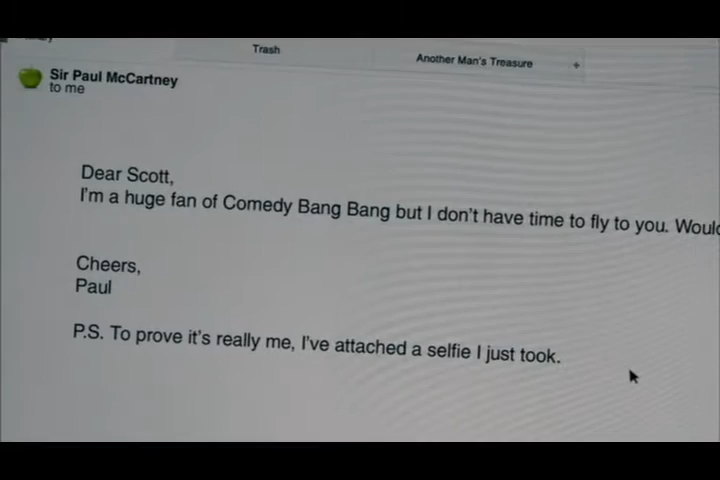 Trash
Another Man's Treasure +
Sir Paul McCartney
to me
Dear Scott,
I'm a huge fan of Comedy Bang Bang but I don't have time to fly to you.
Cheers,
Paul
P.S. To prove it's really me, I've attached a selfie I just took.